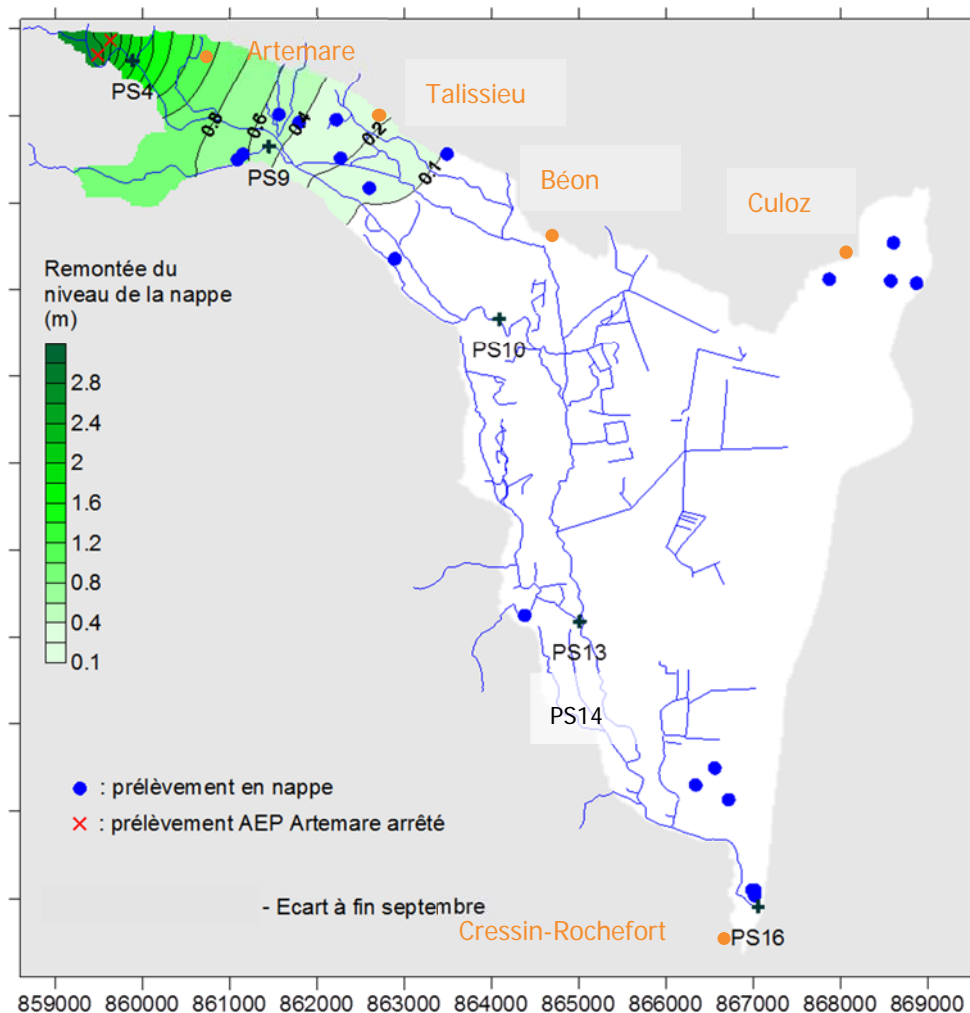 Artemare
PS4
Talissieu
0.8
0.6
0.4
0.2
0.1
PS9
Béon
Culoz
Remontée du
niveau de la nappe
(m)
2.8
2.4
2
1.6
1.2
0.8
0.4
0.1
PS10
PS13
PS14
: prélèvement en nappe
: prélèvement AEP Artemare arrêté
- Ecart à fin septembre
Cressin-Rochefort
PS16
859000 860000 861000 862000 863000 864000 865000 866000 867000 868000 869000